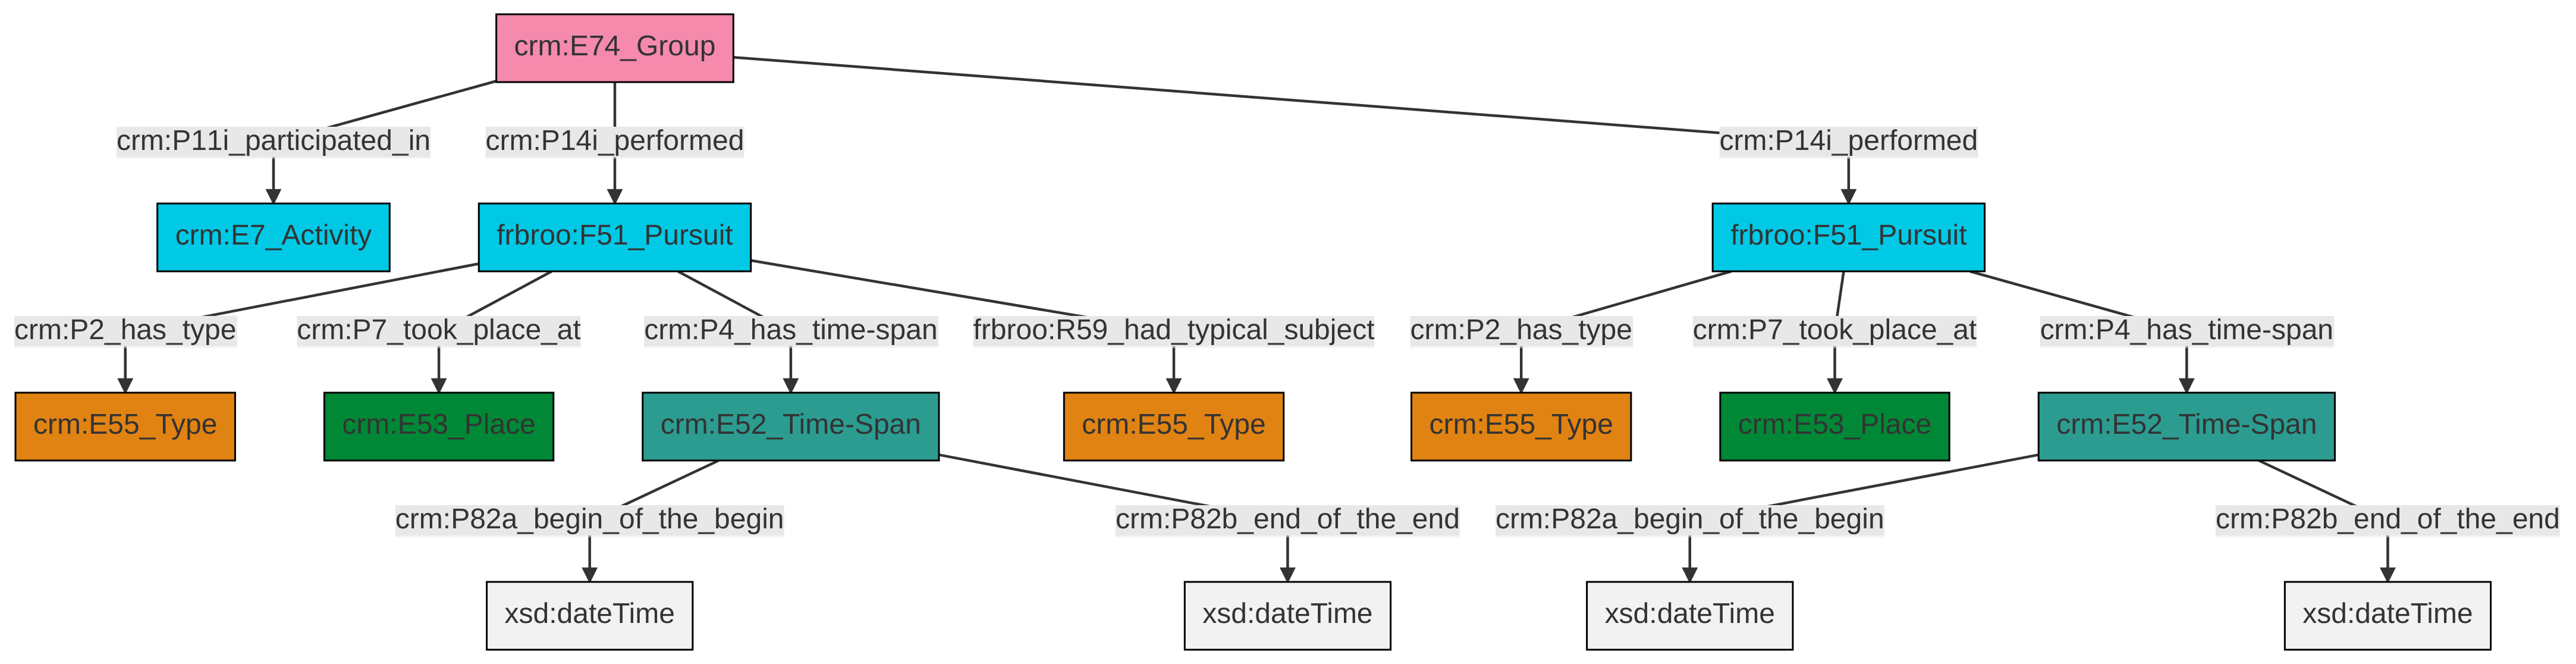 crm:E74_Group
crm:P11i_participated_in
crm:P14i_performed
crm:P14i_performed
crm:E7_Activity
frbroo:F51_Pursuit
frbroo:F51_Pursuit
crm:P2_has_type
crm:P7_took_place_at
crm:P4_has_time-span
frbroo:R59_had_typical_subject
crm:P2_has_type
crm:P7_took_place_at
crm:P4_has_time-span
crm:E55_Type
crm:E53_Place
crm:E52_Time-Span
crm:E55_Type
crm:E55_Type
crm:E53_Place
crm:E52_Time-Span
crm:P82a_begin_of_the_begin
crm:P82b_end_of_the_end
crm:P82a_begin_of_the_begin
crm:P82b_end_of_the_end
xsd:dateTime
xsd:dateTime
xsd:dateTime
xsd:dateTime